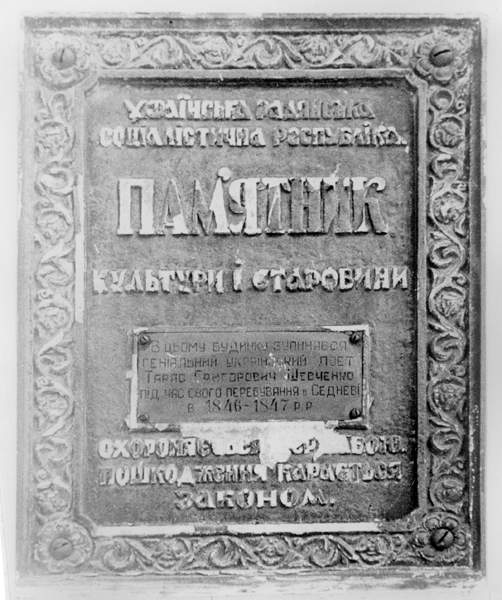 УКРАЇНСЬКА РАДЯНСЬКА
СОЦІАЛІСТИЧНА РЕСПУБЛІКА.
ПАМ'ЯТНИК
КУЛЬТУРИ І СТАРОВИНИ
В ЦЬОМУ БУДИНКУ ЗУПИНЯВСЯ
ГЕНІАЛЬНИЙ УКРАЇНСЬКИЙ ПОЕТ
ТАРАС ГРИГОРОВИЧ ШЕВЧЕНКО
ПІД ЧАС СВОГО ПЕРЕБУВАННЯ в СЕДНЕВІ
в 1846-1847 р.р.
ОХОРОНЯЄТЬСЯ ДЕРЖАВОЮ.
ПОШКОДЖЕННЯ КАРАЄТЬСЯ
ЗАКОНОМ.